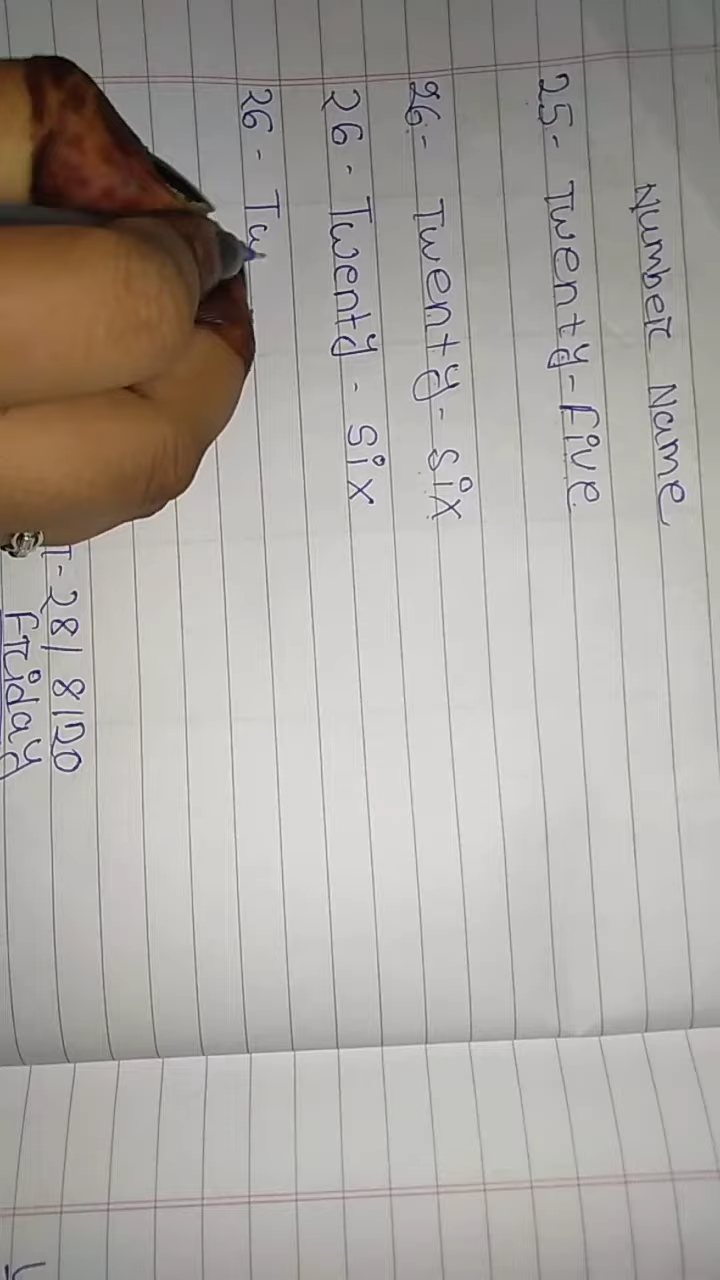 Number Name
25- Twenty-five
26- Twenty-six
26- Twenty-six
26- Tw
T-28/8/20
Friday